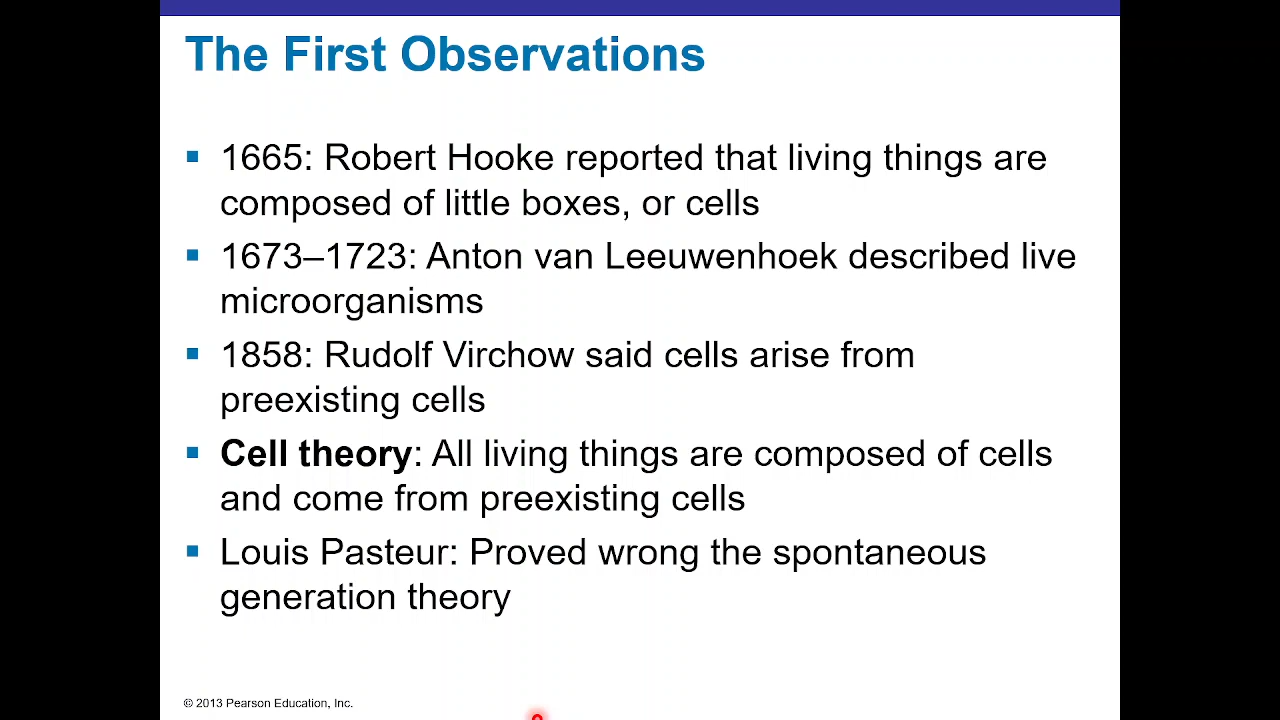 The First Observations
1665: Robert Hooke reported that living things are
composed of little boxes, or cells
1673–1723: Anton van Leeuwenhoek described live
microorganisms
1858: Rudolf Virchow said cells arise from
preexisting cells
Cell theory: All living things are composed of cells
and come from preexisting cells
Louis Pasteur: Proved wrong the spontaneous
generation theory
© 2013 Pearson Education, Inc.